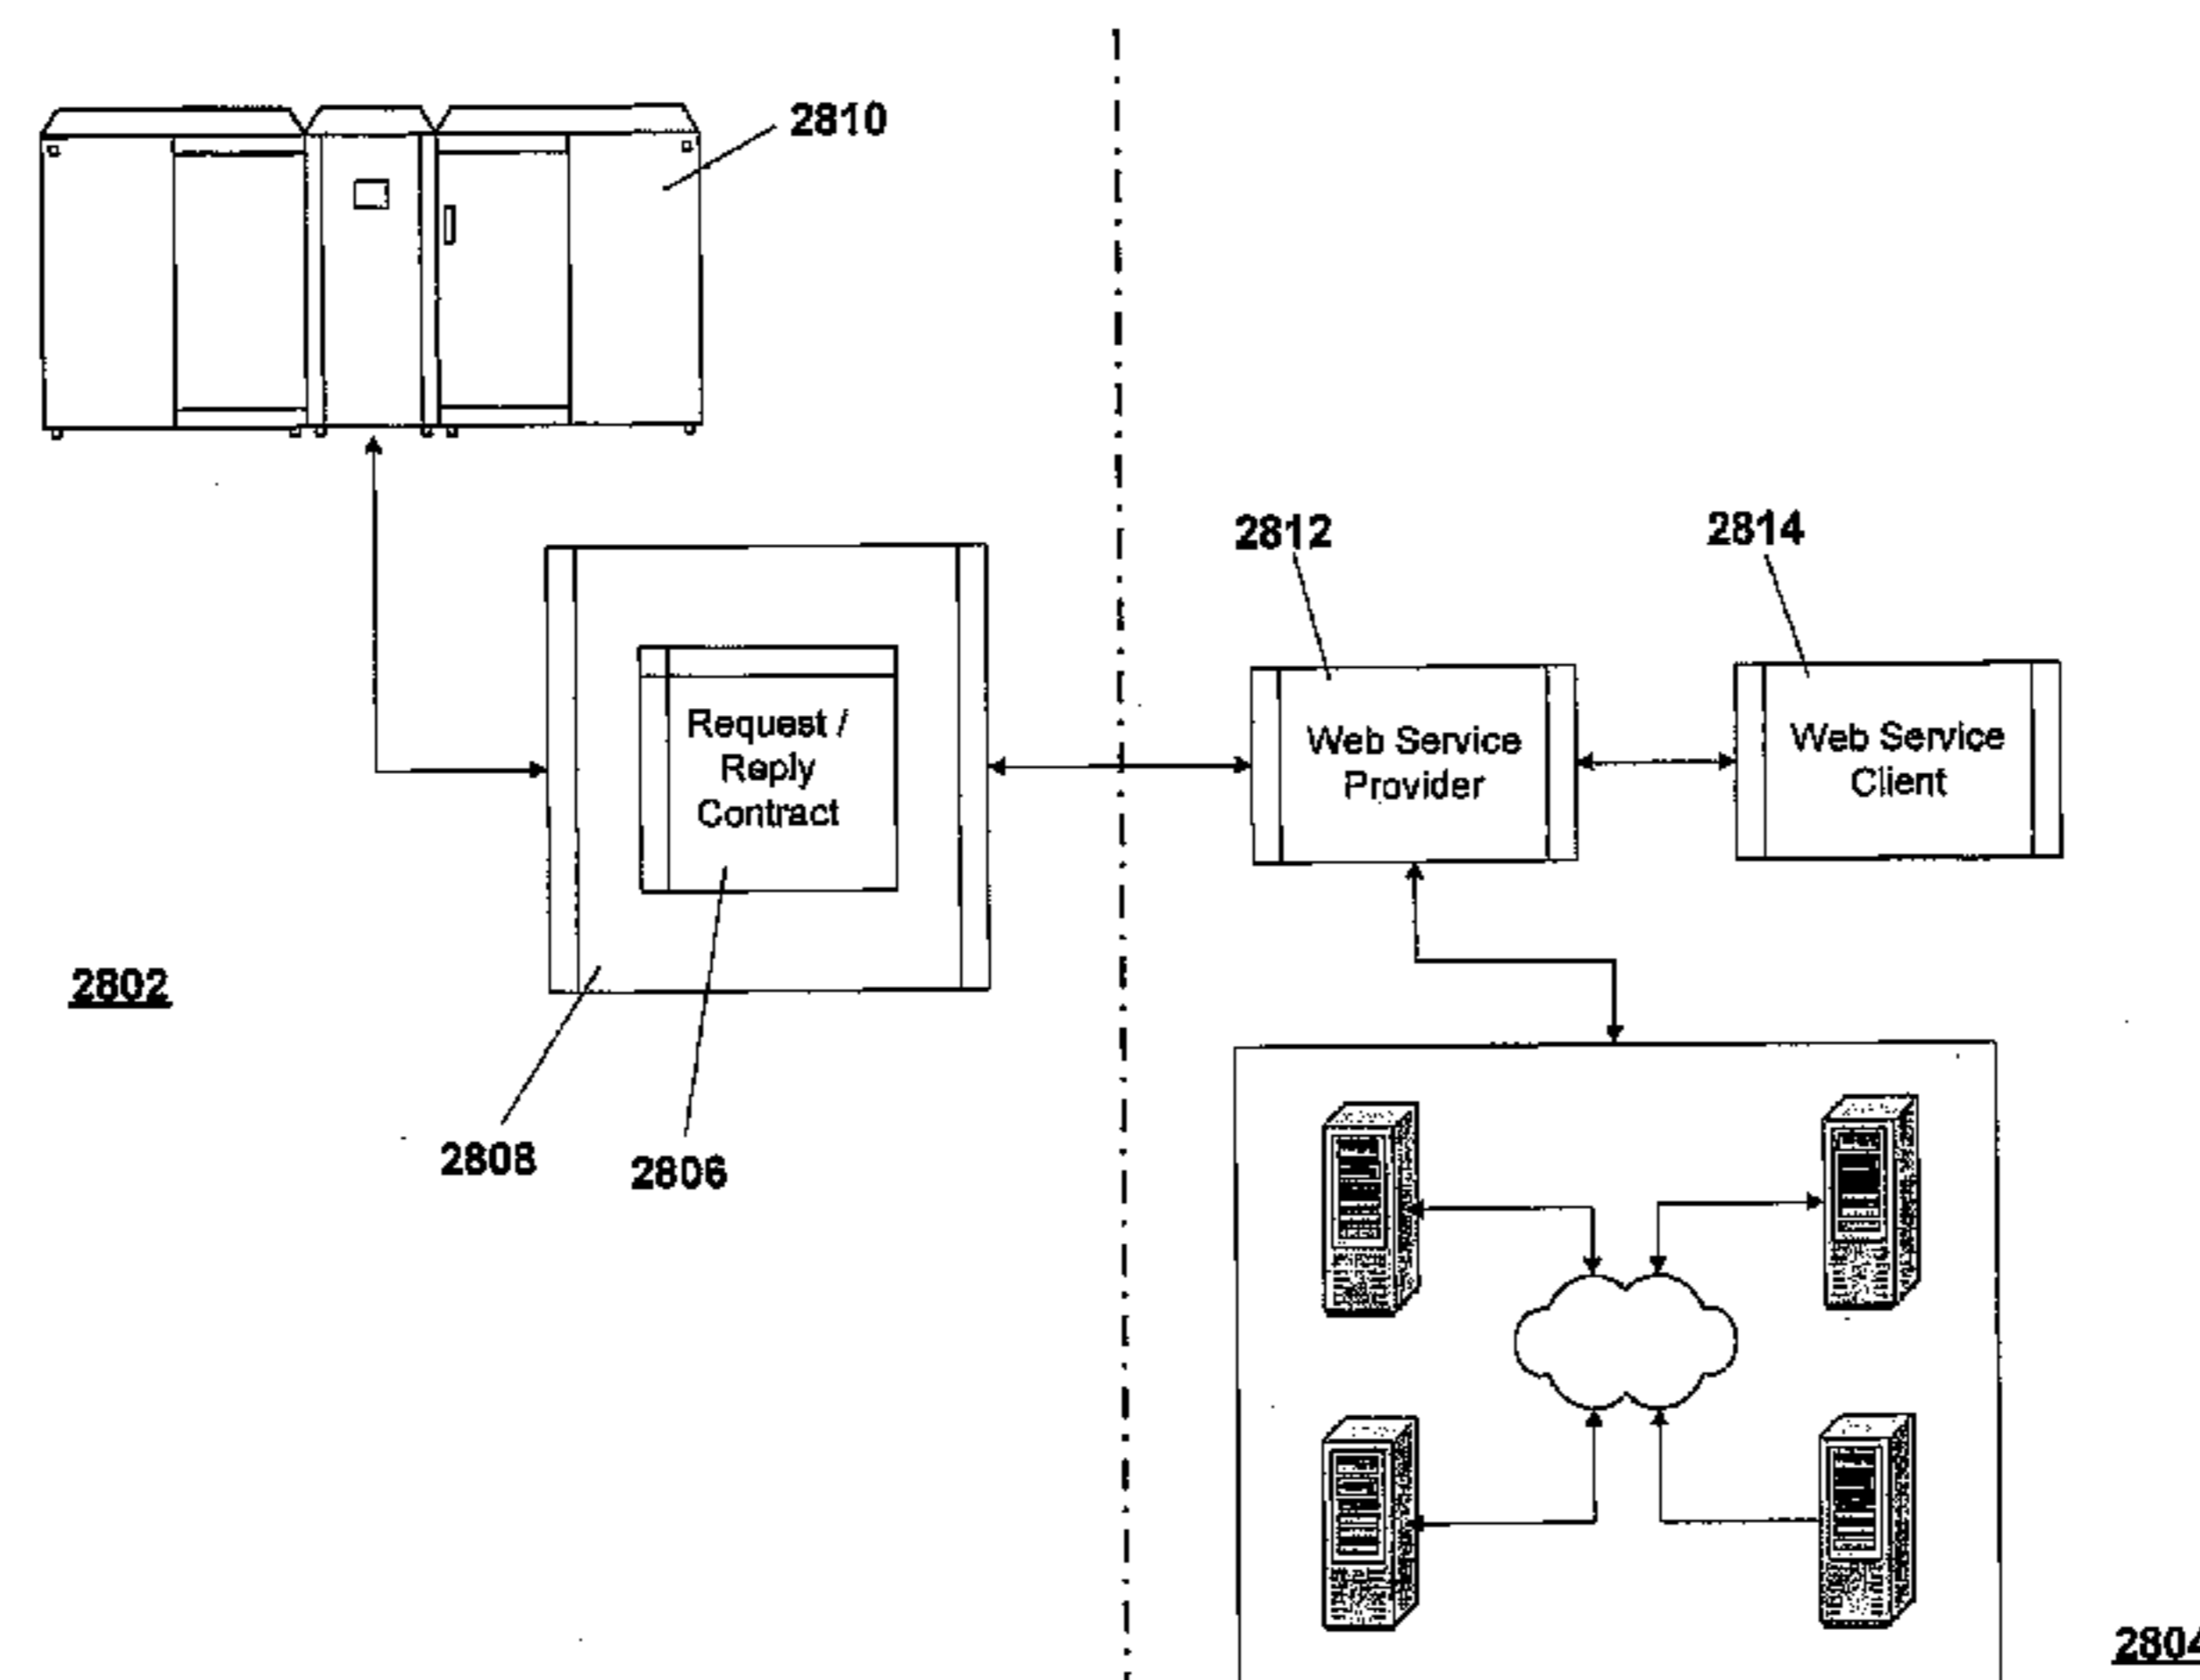 2810
2812
2814
Request /
Reply
Contract
Web Service
Provider
Web Service
Client
2802
2808
2806
2804